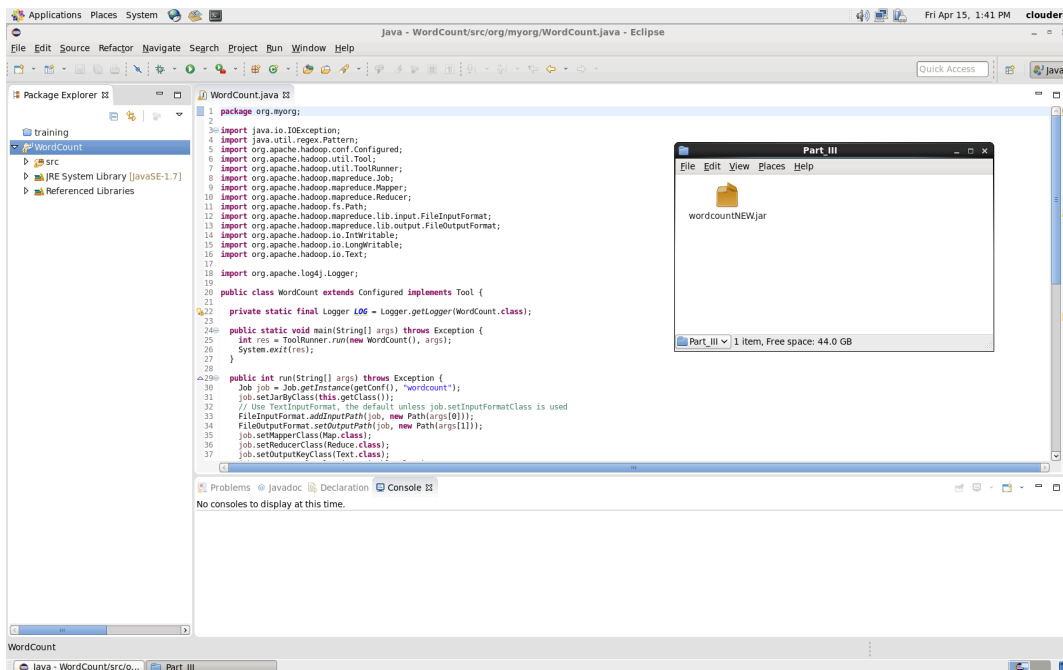 Applications Places System Fri Apr 15, 1:41 PM clouder
Java - WordCount/src/org/myorg/WordCount.java - Eclipse
File Edit Source Refactor Navigate Search Project Run Window Help
Quick Access Java
Package Explorer
training
WordCount
src
JRE System Library [JavaSE-1.7]
Referenced Libraries
WordCount.java
1 package org.myorg;
2
3 import java.io.IOException;
4 import java.util.regex.Pattern;
5 import org.apache.hadoop.conf.Configured;
6 import org.apache.hadoop.util.Tool;
7 import org.apache.hadoop.util.ToolRunner;
8 import org.apache.hadoop.mapreduce.Job;
9 import org.apache.hadoop.mapreduce.Mapper;
10 import org.apache.hadoop.mapreduce.Reducer;
11 import org.apache.hadoop.fs.Path;
12 import org.apache.hadoop.mapreduce.lib.input.FileInputFormat;
13 import org.apache.hadoop.mapreduce.lib.output.FileOutputFormat;
14 import org.apache.hadoop.io.IntWritable;
15 import org.apache.hadoop.io.LongWritable;
16 import org.apache.hadoop.io.Text;
17
18 import org.apache.log4j.Logger;
19
20 public class WordCount extends Configured implements Tool {
21
22 private static final Logger LOG = Logger.getLogger(WordCount.class);
23
24 public static void main(String[] args) throws Exception {
25 int res = ToolRunner.run(new WordCount(), args);
26 System.exit(res);
27 }
28
29 public int run(String[] args) throws Exception {
30 Job job = Job.getInstance(getConf(), "wordcount");
31 job.setJarByClass(this.getClass());
32 // Use TextInputFormat, the default unless job.setInputFormatClass is used
33 FileInputFormat.addInputPath(job, new Path(args[0]));
34 FileOutputFormat.setOutputPath(job, new Path(args[1]));
35 job.setMapperClass(Map.class);
36 job.setReducerClass(Reduce.class);
37 job.setOutputKeyClass(Text.class);
Part_III
File Edit View Places Help
wordcountNEW.jar
Part_III 1 item, Free space: 44.0 GB
Problems Javadoc Declaration Console
No consoles to display at this time.
WordCount
Java - WordCount/src/o... Part_III